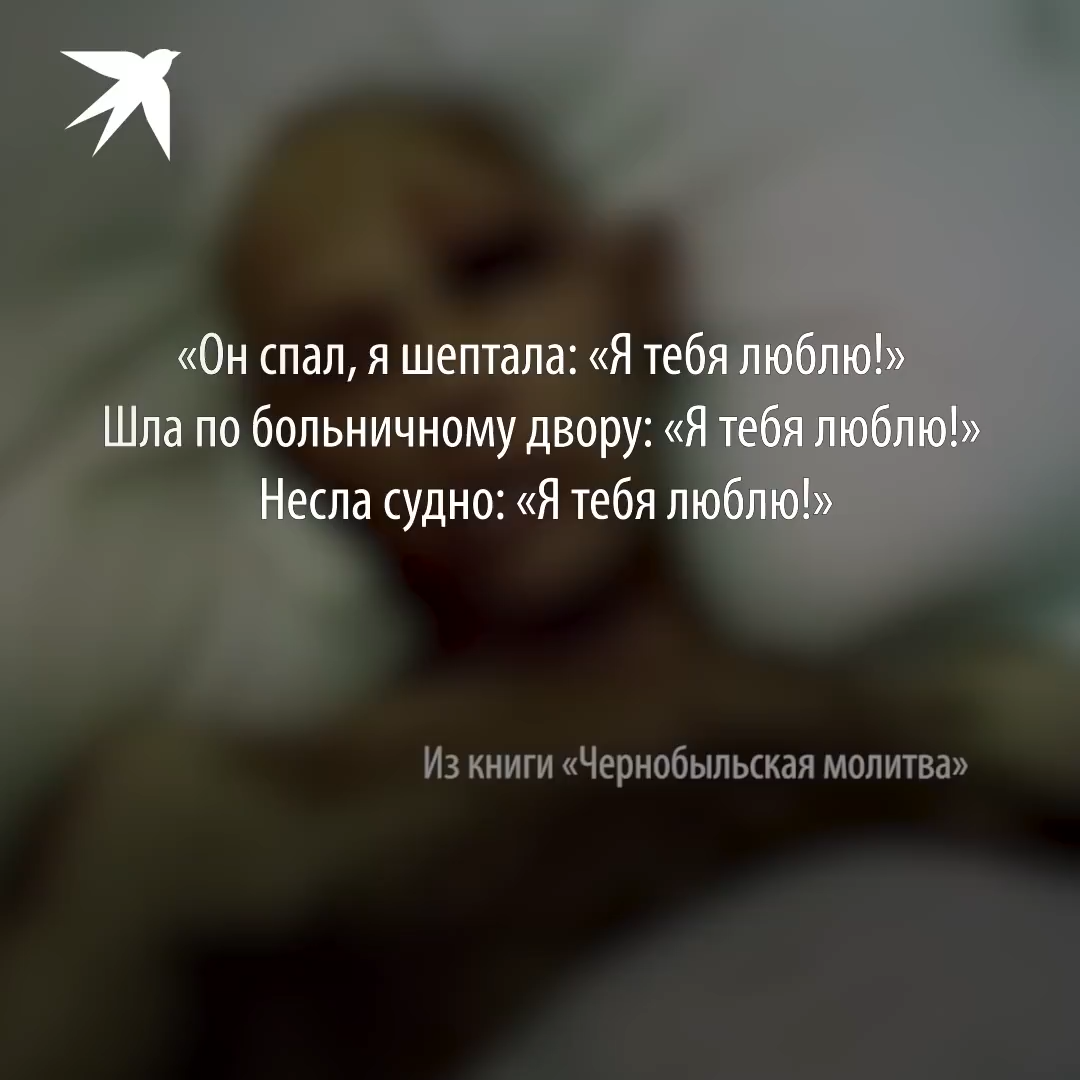 «Он спал, я шептала: «Я тебя люблю!»
Шла по больничному двору: «Я тебя люблю!»
Несла судно: «Я тебя люблю!»
Из книги «Чернобыльская молитва»